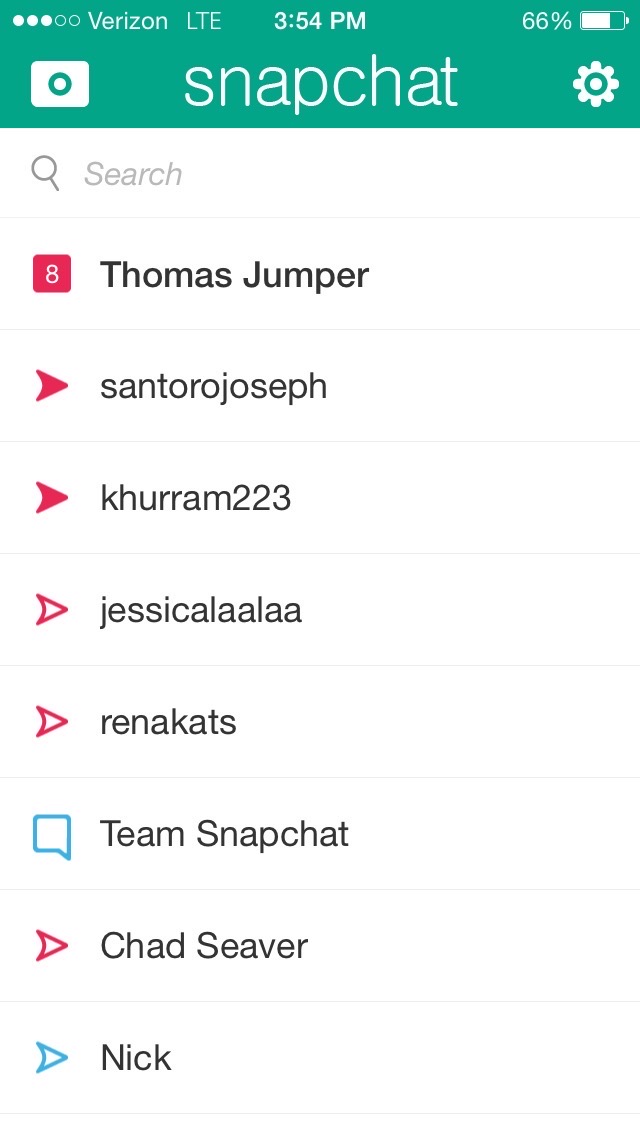 Verizon LTE 3:54 PM 66%
snapchat
Search
8 Thomas Jumper
santorojoseph
khurram223
jessicalaalaa
renakats
Team Snapchat
Chad Seaver
Nick